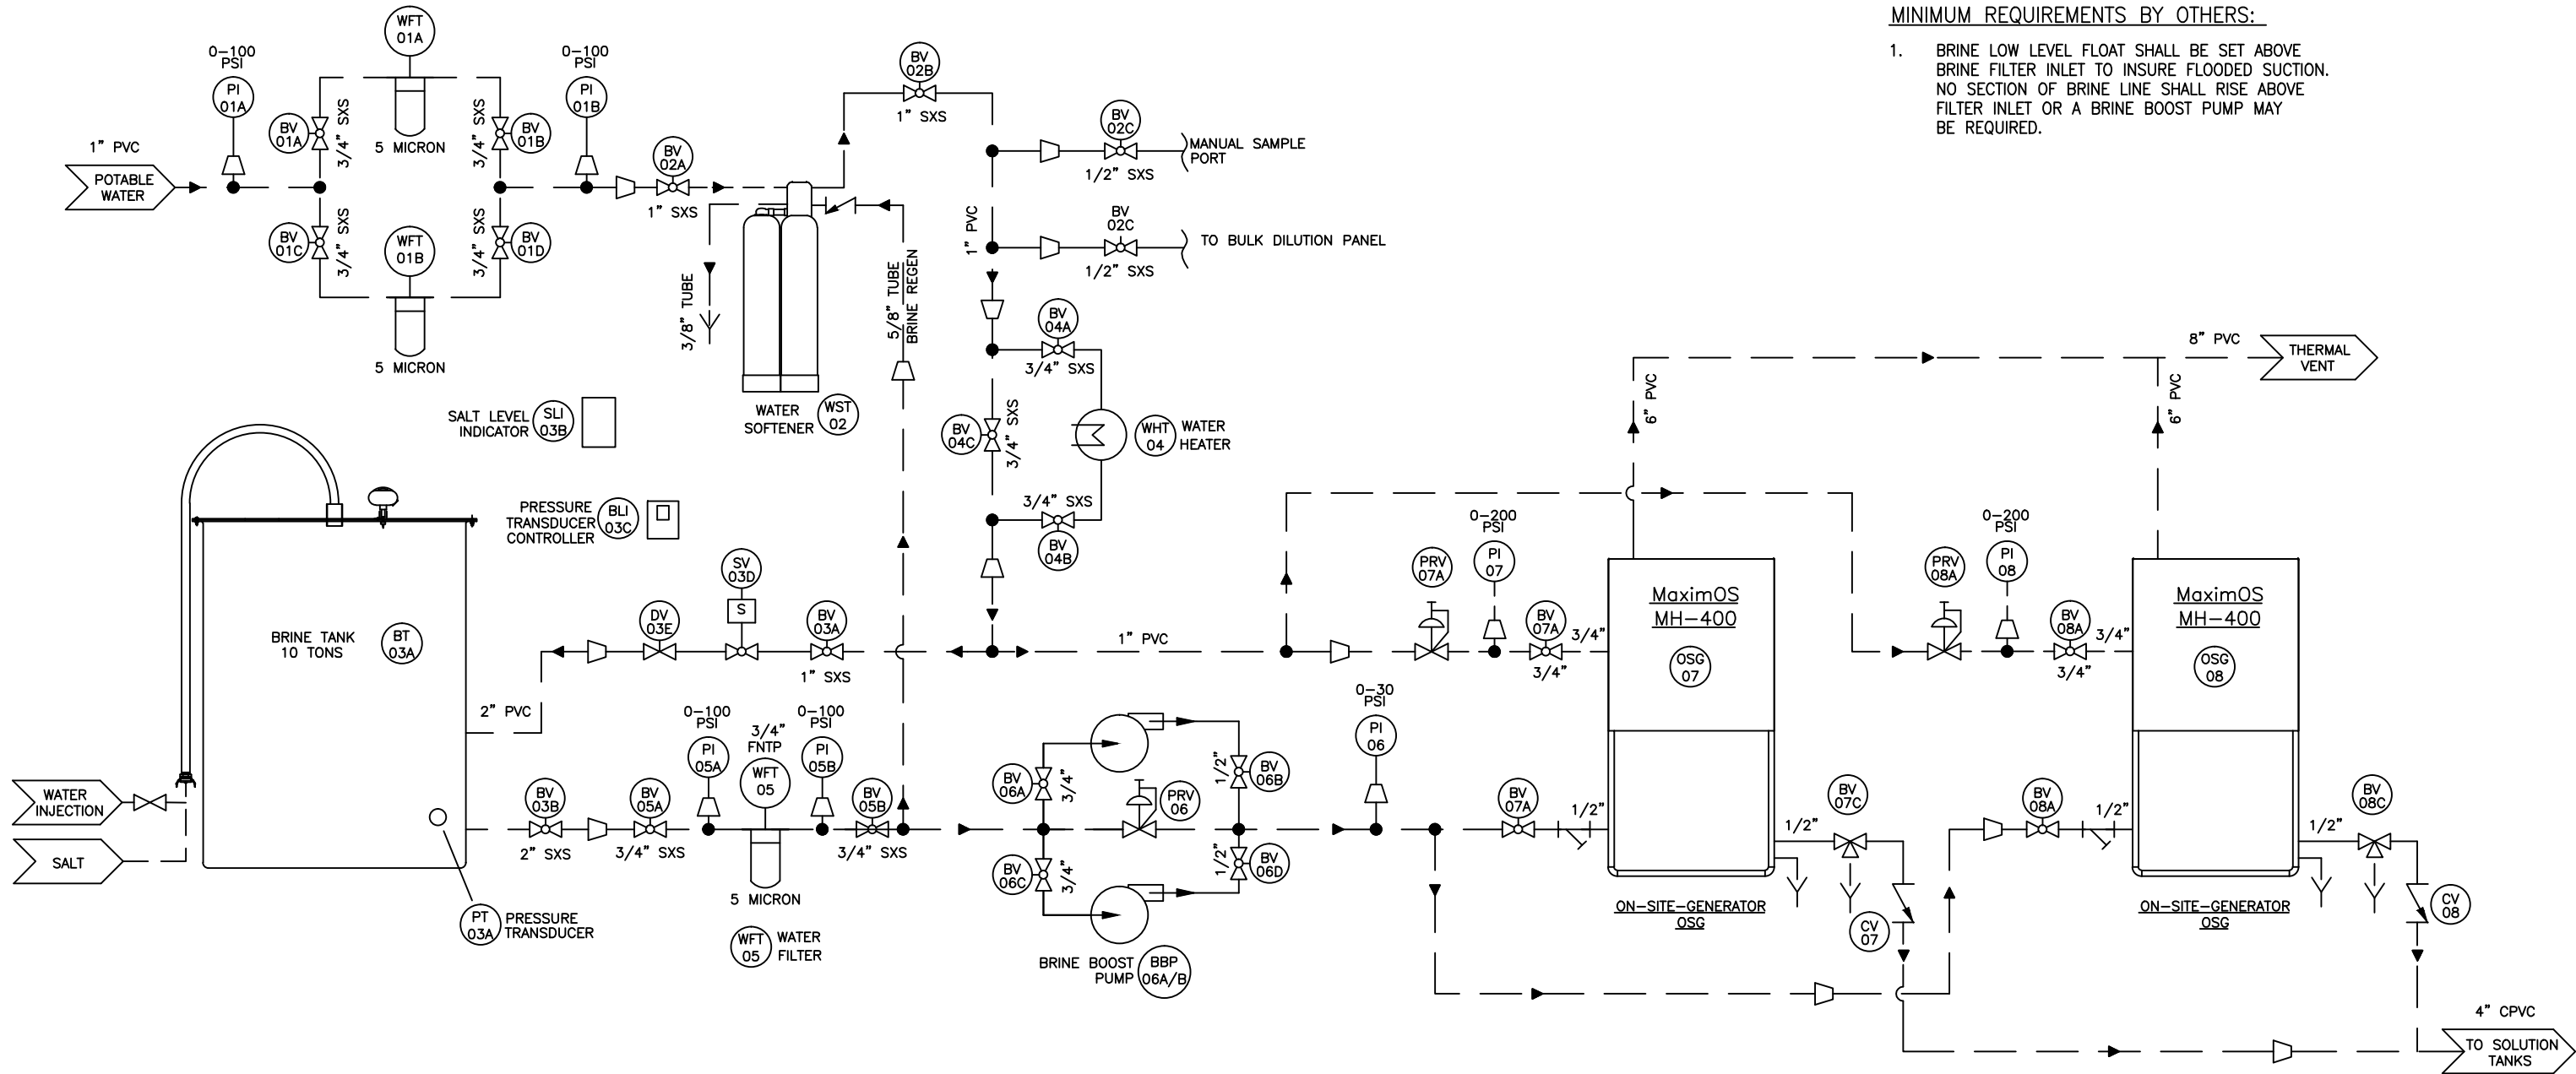 MINIMUM REQUIREMENTS BY OTHERS:
1. BRINE LOW LEVEL FLOAT SHALL BE SET ABOVE
BRINE FILTER INLET TO INSURE FLOODED SUCTION.
NO SECTION OF BRINE LINE SHALL RISE ABOVE
FILTER INLET OR A BRINE BOOST PUMP MAY
BE REQUIRED.
1" PVC
POTABLE
WATER
0-100
PSI
PI
01A
BV
01A
3/4" SXS
WFT
01A
5 MICRON
3/4" SXS
BV
01B
BV
01C
3/4" SXS
WFT
01B
5 MICRON
3/4" SXS
BV
01D
0-100
PSI
PI
01B
BV
02A
1" SXS
BV
02B
1" SXS
BV
02C
1/2" SXS
MANUAL SAMPLE
PORT
1" PVC
BV
02C
1/2" SXS
TO BULK DILUTION PANEL
3/8" TUBE
5/8" TUBE
BRINE REGEN
WATER
SOFTENER
WST
02
BV
04A
3/4" SXS
BV
04C
3/4" SXS
WHT
04
WATER
HEATER
3/4" SXS
BV
04B
SALT LEVEL
INDICATOR
SLI
03B
PRESSURE
TRANSDUCER
CONTROLLER
BLI
03C
BRINE TANK
10 TONS
BT
03A
WATER
INJECTION
SALT
PT
03A
PRESSURE
TRANSDUCER
2" PVC
DV
03E
SV
03D
S
BV
03A
1" SXS
1" PVC
BV
03B
2" SXS
BV
05A
3/4" SXS
0-100
PSI
PI
05A
3/4"
FNTP
WFT
05
5 MICRON
WFT
05
WATER
FILTER
0-100
PSI
PI
05B
BV
05B
3/4" SXS
BV
06A
3/4"
BV
06C
3/4"
PRV
06
1/2"
BV
06B
1/2"
BV
06D
BRINE BOOST
PUMP
BBP
06A/B
0-30
PSI
PI
06
PRV
07A
0-200
PSI
PI
07
BV
07A
3/4"
3/4"
BV
07A
1/2"
6" PVC
MaximOS
MH-400
OSG
07
ON-SITE-GENERATOR
OSG
1/2"
BV
07C
CV
07
PRV
08A
0-200
PSI
PI
08
BV
08A
3/4"
3/4"
BV
08A
1/2"
6" PVC
8" PVC
THERMAL
VENT
MaximOS
MH-400
OSG
08
ON-SITE-GENERATOR
OSG
1/2"
BV
08C
CV
08
4" CPVC
TO SOLUTION
TANKS